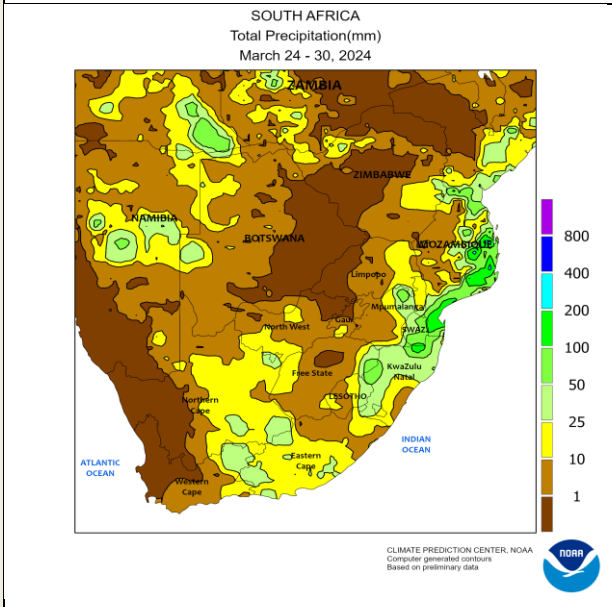 SOUTH AFRICA
Total Precipitation(mm)
March 24 - 30, 2024
ZAMBIA
ZIMBABWE
NAMIBIA
BOTSWANA
MOZAMBIQUE
Limpopo
Mpumalanga
Gau
North West
SWAZ
KwaZulu
Natal
Free State
LESOTHO
Northern
Cape
Eastern
Cape
Western
Cape
ATLANTIC
OCEAN
INDIAN
OCEAN
800
400
200
100
50
25
10
1
CLIMATE PREDICTION CENTER, NOAA
Computer generated contours
Based on preliminary data
NOAA